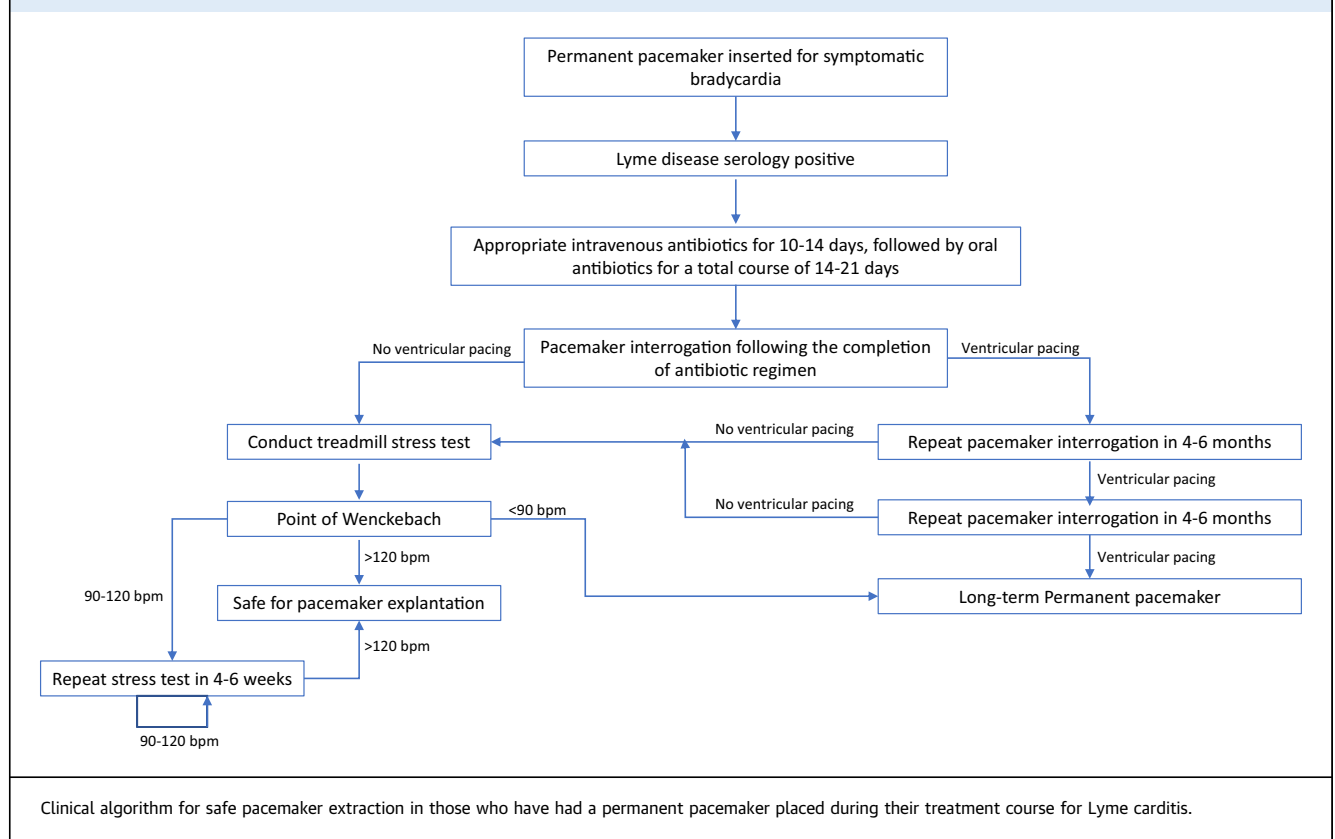 Permanent pacemaker inserted for symptomatic
bradycardia
Lyme disease serology positive
Appropriate intravenous antibiotics for 10-14 days, followed by oral
antibiotics for a total course of 14-21 days
No ventricular pacing
Pacemaker interrogation following the completion
of antibiotic regimen
Ventricular pacing
Conduct treadmill stress test
No ventricular pacing
Repeat pacemaker interrogation in 4-6 months
Ventricular pacing
Point of Wenckebach
<90 bpm
No ventricular pacing
Repeat pacemaker interrogation in 4-6 months
>120 bpm
Ventricular pacing
90-120 bpm
Safe for pacemaker explantation
Long-term Permanent pacemaker
>120 bpm
Repeat stress test in 4-6 weeks
90-120 bpm
Clinical algorithm for safe pacemaker extraction in those who have had a permanent pacemaker placed during their treatment course for Lyme carditis.